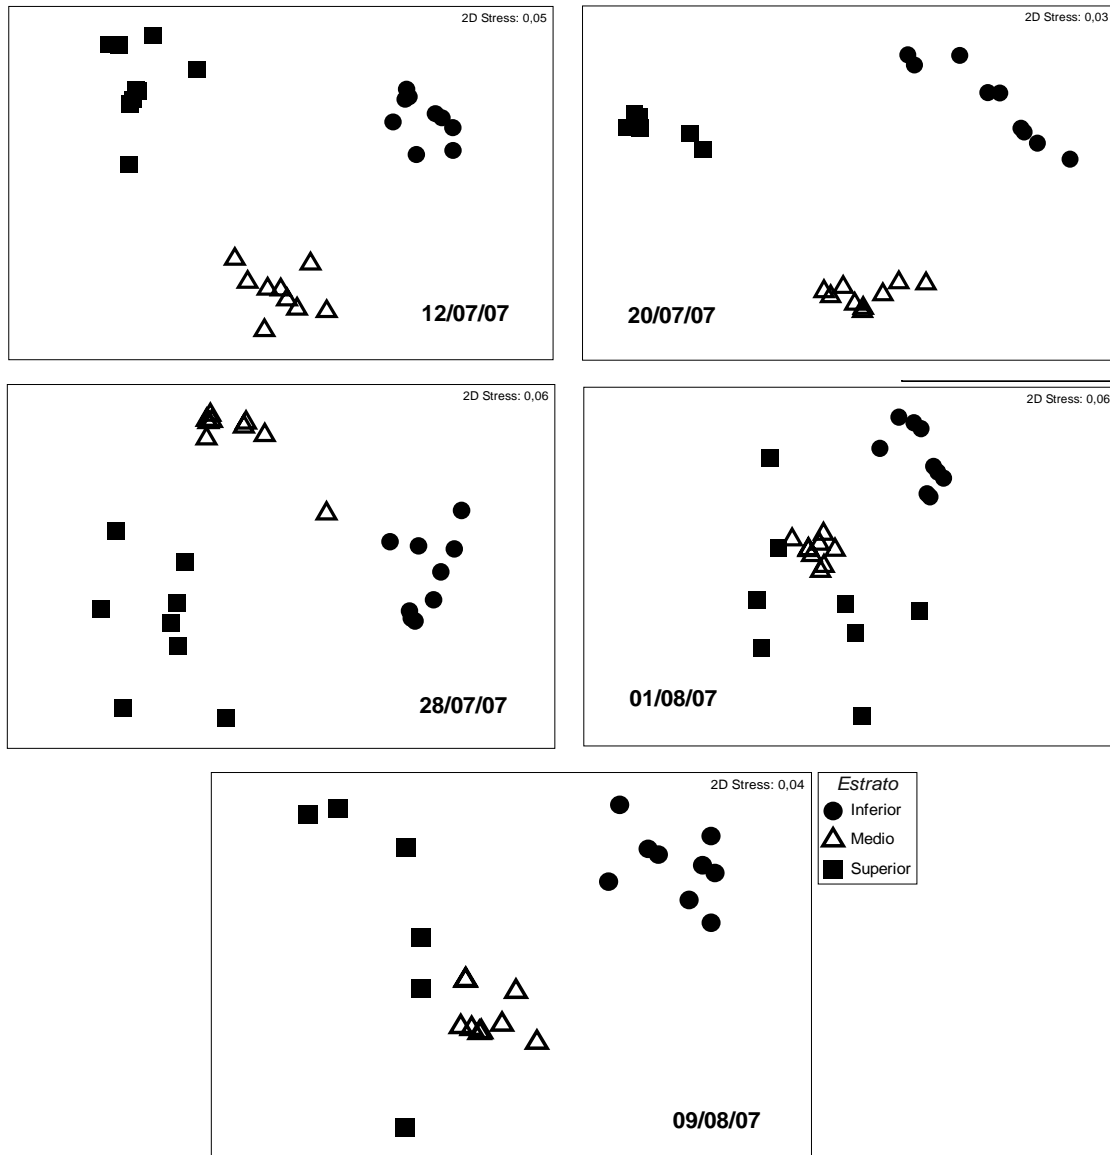 2D Stress: 0,05
12/07/07
2D Stress: 0,03
20/07/07
2D Stress: 0,06
28/07/07
2D Stress: 0,06
01/08/07
2D Stress: 0,04
09/08/07
Estrato
Inferior
Medio
Superior